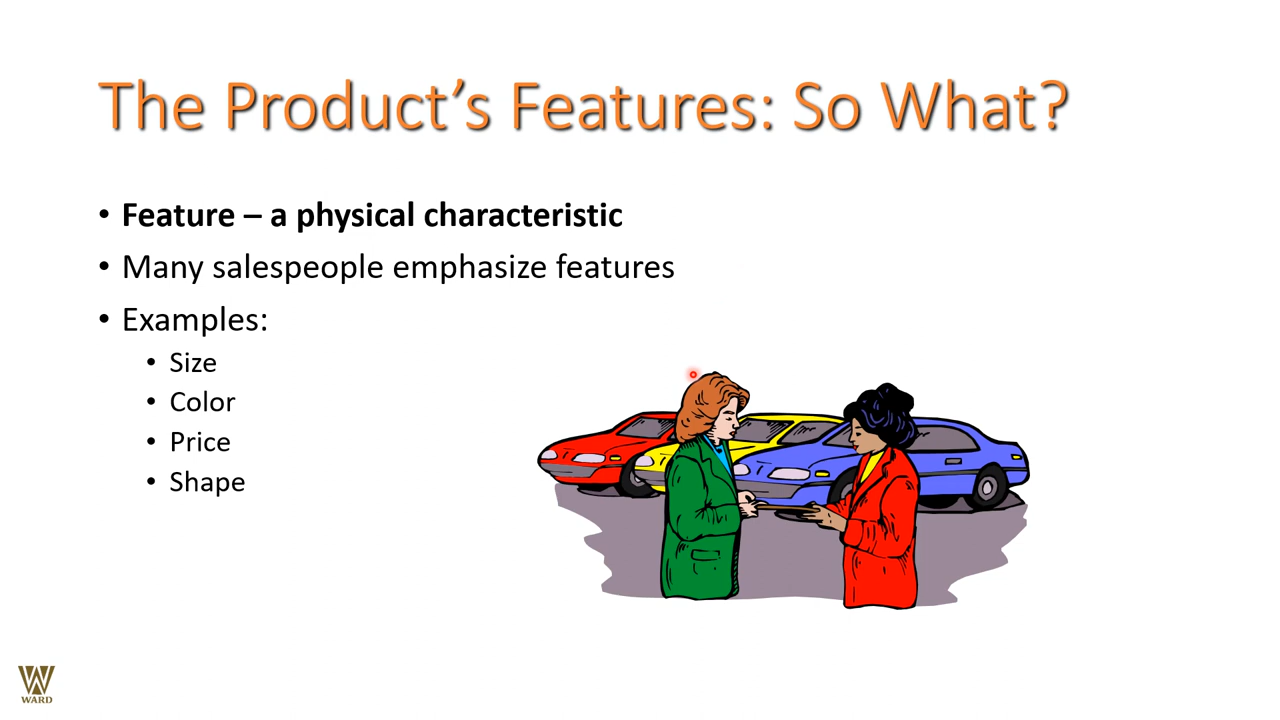 The Product’s Features: So What?
• Feature – a physical characteristic
• Many salespeople emphasize features
• Examples:
• Size
• Color
• Price
• Shape
WARD